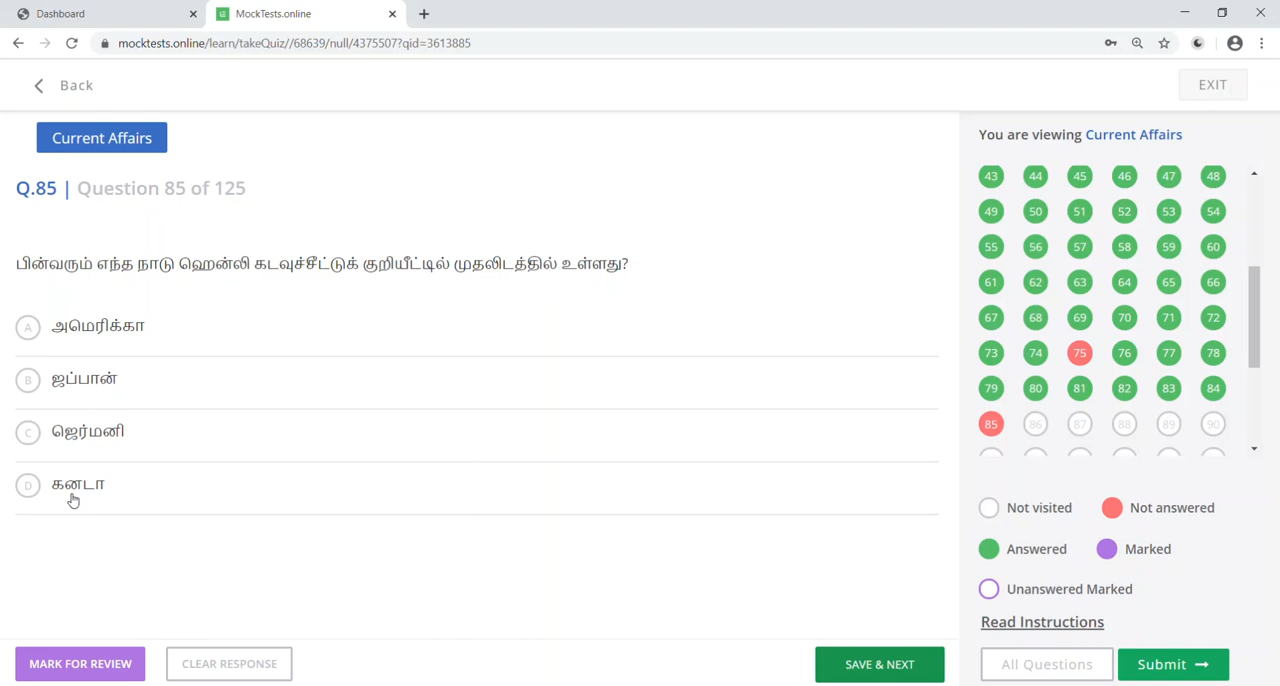 Dashboard
MockTests.online
mocktests.online/learn/takeQuiz//68639/null/4375507?qid=3613885
Back
EXIT
Current Affairs
You are viewing Current Affairs
Q.85 | Question 85 of 125
43 44 45 46 47 48
49 50 51 52 53 54
55 56 57 58 59 60
61 62 63 64 65 66
67 68 69 70 71 72
73 74 75 76 77 78
79 80 81 82 83 84
85 86 87 88 89 90
பின்வரும் எந்த நாடு ஹென்லி கடவுச்சீட்டுக் குறியீட்டில் முதலிடத்தில் உள்ளது?
A அமெரிக்கா
B ஜப்பான்
C ஜெர்மனி
D கனடா
Not visited
Not answered
Answered
Marked
Unanswered Marked
Read Instructions
MARK FOR REVIEW
CLEAR RESPONSE
SAVE & NEXT
All Questions
Submit →